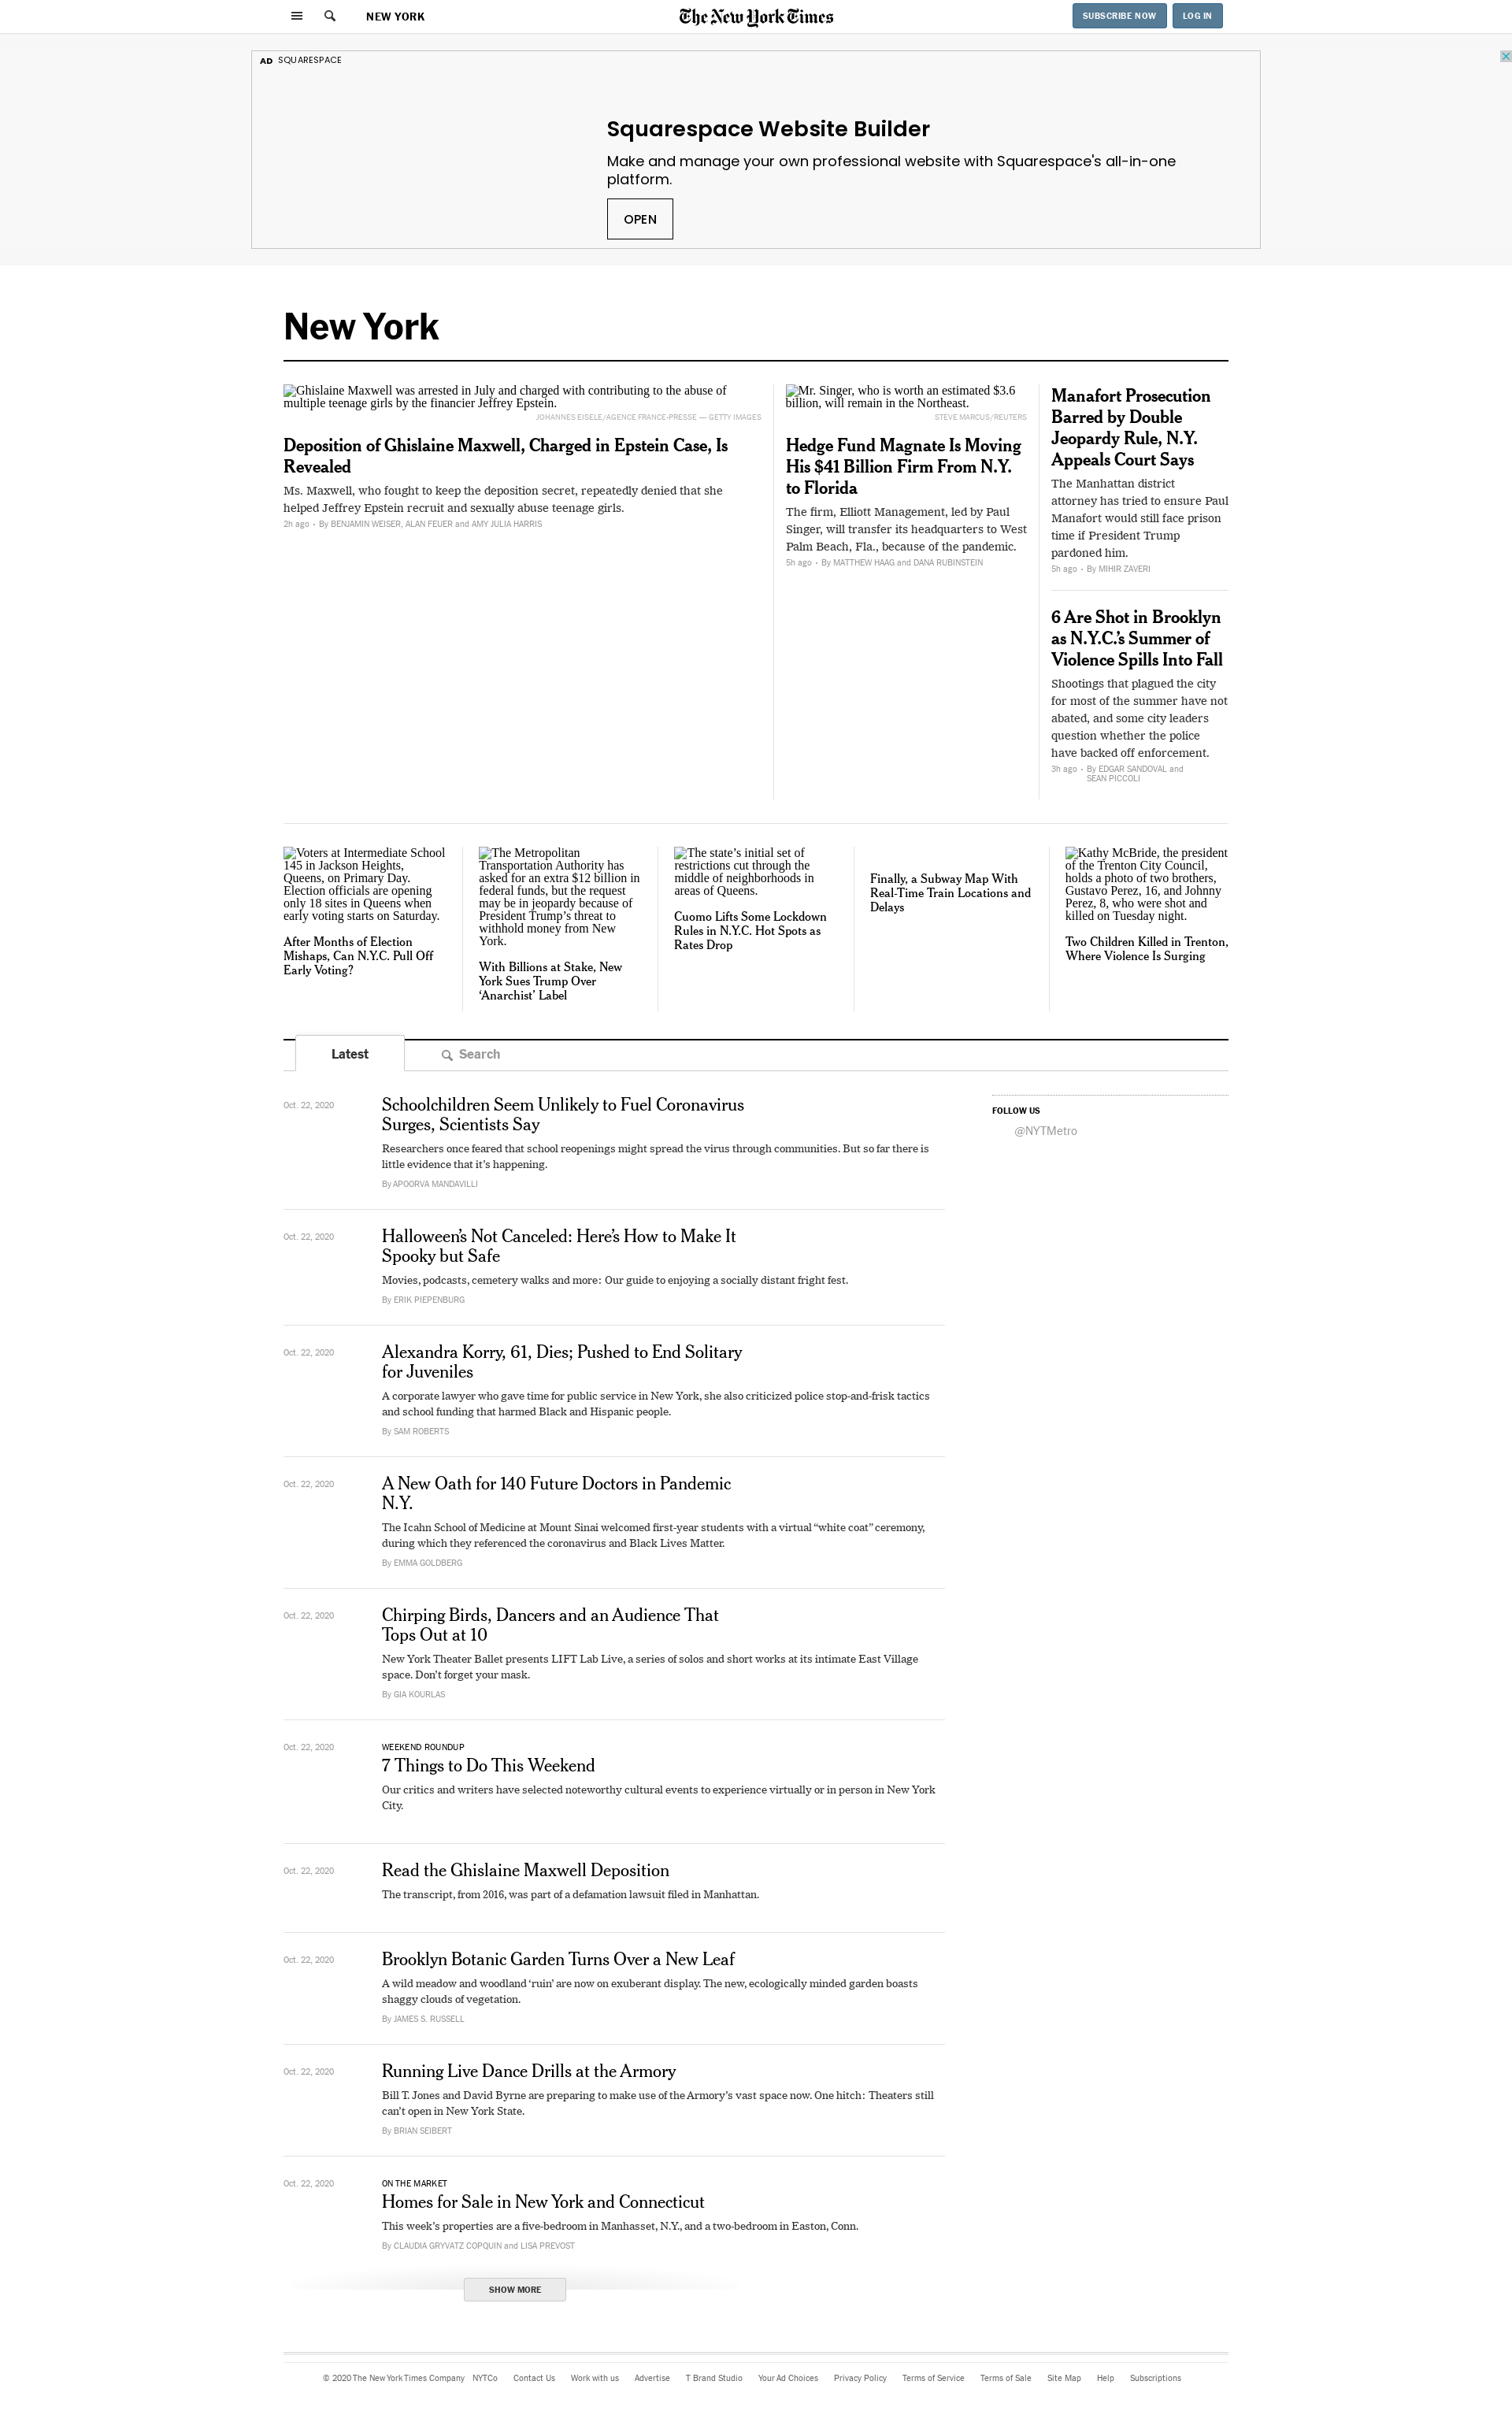 NEW YORK
The New York Times
SUBSCRIBE NOW
LOG IN
AD SQUARESPACE
Squarespace Website Builder
Make and manage your own professional website with Squarespace's all-in-one
platform.
OPEN
New York
Ghislaine Maxwell was arrested in July and charged with contributing to the abuse of
multiple teenage girls by the financier Jeffrey Epstein.
JOHANNES EISELE/AGENCE FRANCE-PRESSE — GETTY IMAGES
Deposition of Ghislaine Maxwell, Charged in Epstein Case, Is
Revealed
Ms. Maxwell, who fought to keep the deposition secret, repeatedly denied that she
helped Jeffrey Epstein recruit and sexually abuse teenage girls.
2h ago • By BENJAMIN WEISER, ALAN FEUER and AMY JULIA HARRIS
Mr. Singer, who is worth an estimated $3.6
billion, will remain in the Northeast.
STEVE MARCUS/REUTERS
Hedge Fund Magnate Is Moving
His $41 Billion Firm From N.Y.
to Florida
The firm, Elliott Management, led by Paul
Singer, will transfer its headquarters to West
Palm Beach, Fla., because of the pandemic.
5h ago • By MATTHEW HAAG and DANA RUBINSTEIN
Manafort Prosecution
Barred by Double
Jeopardy Rule, N.Y.
Appeals Court Says
The Manhattan district
attorney has tried to ensure Paul
Manafort would still face prison
time if President Trump
pardoned him.
5h ago • By MIHIR ZAVERI
6 Are Shot in Brooklyn
as N.Y.C.’s Summer of
Violence Spills Into Fall
Shootings that plagued the city
for most of the summer have not
abated, and some city leaders
question whether the police
have backed off enforcement.
3h ago • By EDGAR SANDOVAL and
SEAN PICCOLI
Voters at Intermediate School
145 in Jackson Heights,
Queens, on Primary Day.
Election officials are opening
only 18 sites in Queens when
early voting starts on Saturday.
After Months of Election
Mishaps, Can N.Y.C. Pull Off
Early Voting?
The Metropolitan
Transportation Authority has
asked for an extra $12 billion in
federal funds, but the request
may be in jeopardy because of
President Trump’s threat to
withhold money from New
York.
With Billions at Stake, New
York Sues Trump Over
‘Anarchist’ Label
The state’s initial set of
restrictions cut through the
middle of neighborhoods in
areas of Queens.
Cuomo Lifts Some Lockdown
Rules in N.Y.C. Hot Spots as
Rates Drop
Finally, a Subway Map With
Real-Time Train Locations and
Delays
Kathy McBride, the president
of the Trenton City Council,
holds a photo of two brothers,
Gustavo Perez, 16, and Johnny
Perez, 8, who were shot and
killed on Tuesday night.
Two Children Killed in Trenton,
Where Violence Is Surging
Latest
Search
Oct. 22, 2020
Schoolchildren Seem Unlikely to Fuel Coronavirus
Surges, Scientists Say
Researchers once feared that school reopenings might spread the virus through communities. But so far there is
little evidence that it’s happening.
By APOORVA MANDAVILLI
FOLLOW US
@NYTMetro
Oct. 22, 2020
Halloween’s Not Canceled: Here’s How to Make It
Spooky but Safe
Movies, podcasts, cemetery walks and more: Our guide to enjoying a socially distant fright fest.
By ERIK PIEPENBURG
Oct. 22, 2020
Alexandra Korry, 61, Dies; Pushed to End Solitary
for Juveniles
A corporate lawyer who gave time for public service in New York, she also criticized police stop-and-frisk tactics
and school funding that harmed Black and Hispanic people.
By SAM ROBERTS
Oct. 22, 2020
A New Oath for 140 Future Doctors in Pandemic
N.Y.
The Icahn School of Medicine at Mount Sinai welcomed first-year students with a virtual “white coat” ceremony,
during which they referenced the coronavirus and Black Lives Matter.
By EMMA GOLDBERG
Oct. 22, 2020
Chirping Birds, Dancers and an Audience That
Tops Out at 10
New York Theater Ballet presents LIFT Lab Live, a series of solos and short works at its intimate East Village
space. Don’t forget your mask.
By GIA KOURLAS
Oct. 22, 2020
WEEKEND ROUNDUP
7 Things to Do This Weekend
Our critics and writers have selected noteworthy cultural events to experience virtually or in person in New York
City.
Oct. 22, 2020
Read the Ghislaine Maxwell Deposition
The transcript, from 2016, was part of a defamation lawsuit filed in Manhattan.
Oct. 22, 2020
Brooklyn Botanic Garden Turns Over a New Leaf
A wild meadow and woodland ‘ruin’ are now on exuberant display. The new, ecologically minded garden boasts
shaggy clouds of vegetation.
By JAMES S. RUSSELL
Oct. 22, 2020
Running Live Dance Drills at the Armory
Bill T. Jones and David Byrne are preparing to make use of the Armory’s vast space now. One hitch: Theaters still
can’t open in New York State.
By BRIAN SEIBERT
Oct. 22, 2020
ON THE MARKET
Homes for Sale in New York and Connecticut
This week’s properties are a five-bedroom in Manhasset, N.Y., and a two-bedroom in Easton, Conn.
By CLAUDIA GRYVATZ COPQUIN and LISA PREVOST
SHOW MORE
© 2020 The New York Times Company NYTCo Contact Us Work with us Advertise T Brand Studio Your Ad Choices Privacy Policy Terms of Service Terms of Sale Site Map Help Subscriptions